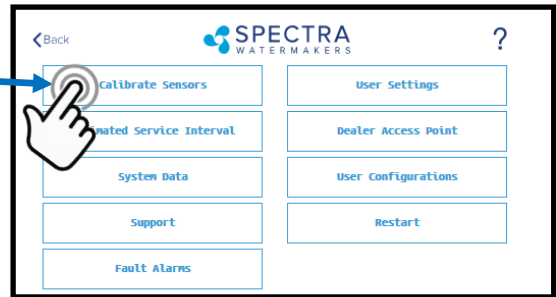 Back
SPECTRA
WATERMAKERS
?
Calibrate Sensors
User Settings
Service Interval
Dealer Access Point
System Data
User Configurations
Support
Restart
Fault Alarms